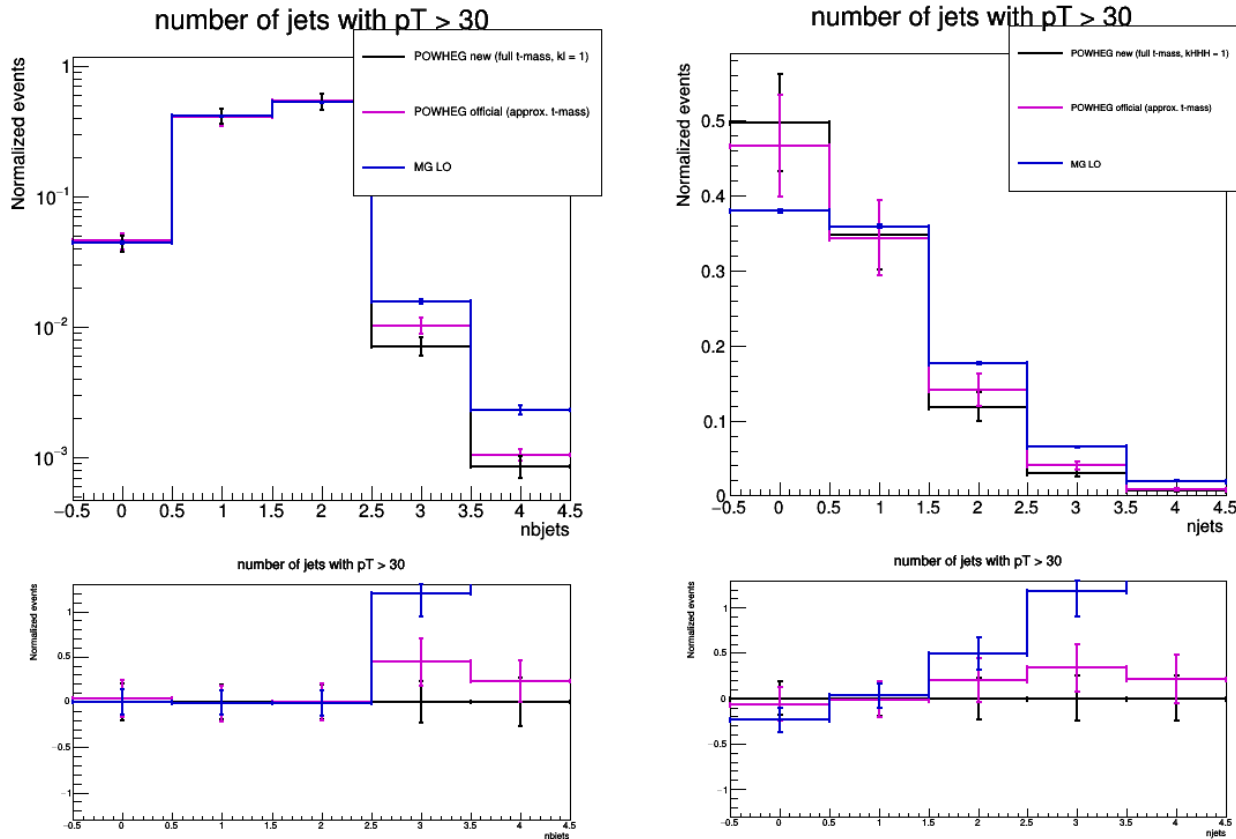 number of jets with pT > 30
POWHEG new (full t-mass, kl = 1)
POWHEG official (approx. t-mass)
MG LO
Normalized events
1
10⁻¹
10⁻²
10⁻³
−0.5 0 0.5 1 1.5 2 2.5 3 3.5 4 4.5
nbjets
number of jets with pT > 30
POWHEG new (full t-mass, kHHH = 1)
POWHEG official (approx. t-mass)
MG LO
Normalized events
0.5
0.4
0.3
0.2
0.1
0
−0.5 0 0.5 1 1.5 2 2.5 3 3.5 4 4.5
njets
number of jets with pT > 30
Normalized events
1
0.5
0
−0.5
−1
−0.5 0 0.5 1 1.5 2 2.5 3 3.5 4 4.5
nbjets
number of jets with pT > 30
Normalized events
1
0.5
0
−0.5
−1
−0.5 0 0.5 1 1.5 2 2.5 3 3.5 4 4.5
njets